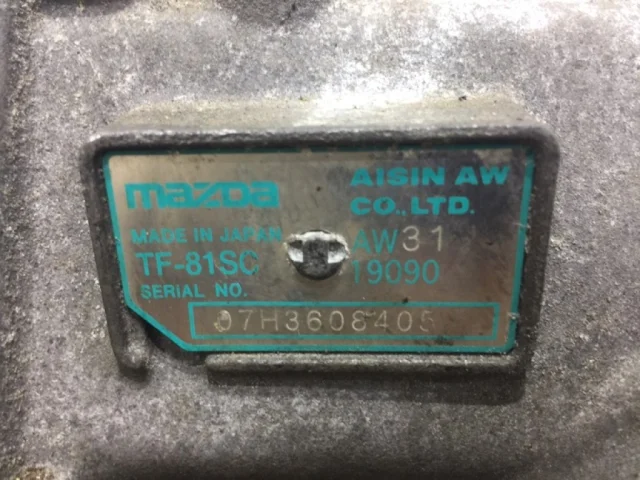 mazda
AISIN AW
CO.,LTD.
MADE IN JAPAN
AW31
TF-81SC
19090
SERIAL NO.
07H3608405